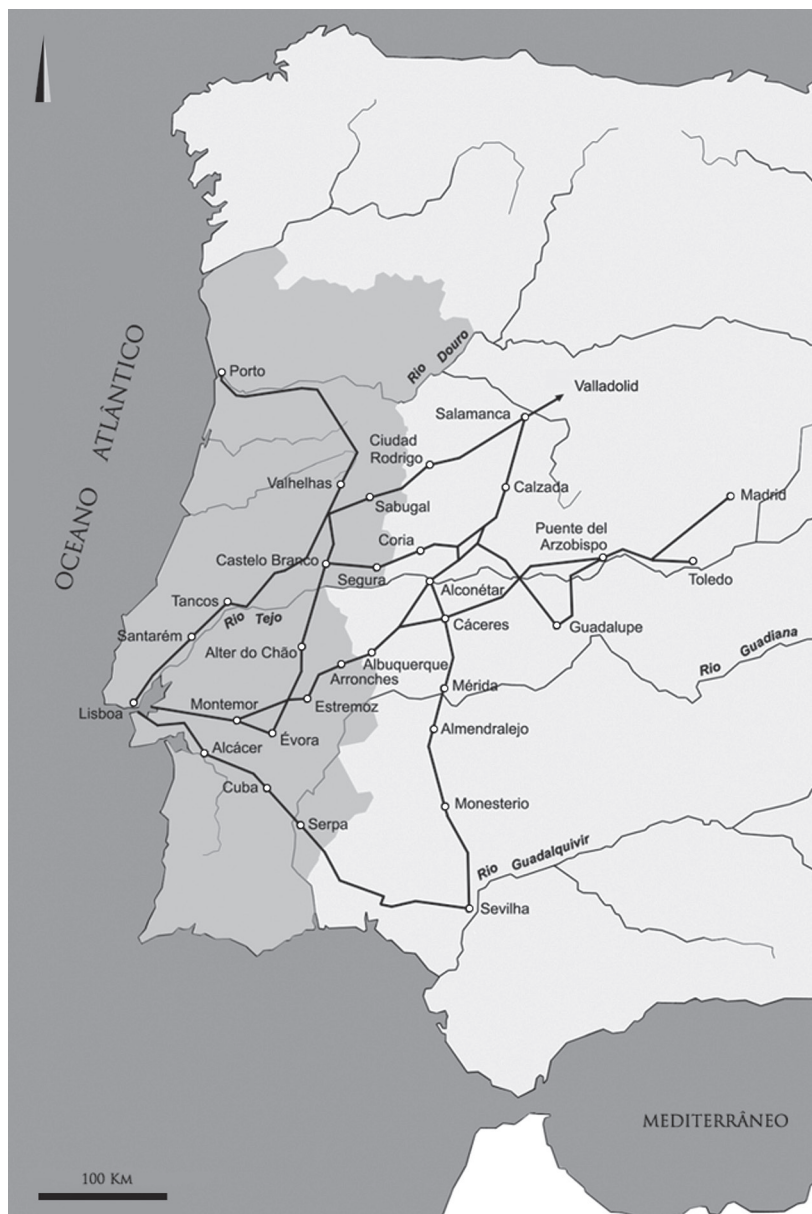 Rio Douro
OCEANO ATLÂNTICO
Porto
Valladolid
Salamanca
Ciudad
Rodrigo
Valhelhas
Calzada
Sabugal
Madrid
Puente del
Arzobispo
Coria
Castelo Branco
Segura
Toledo
Alconétar
Tancos
Rio Tejo
Cáceres
Guadalupe
Santarém
Rio Guadiana
Alter do Chão
Albuquerque
Arronches
Mérida
Montemor
Estremoz
Lisboa
Almendralejo
Évora
Alcácer
Cuba
Monesterio
Serpa
Rio Guadalquivir
Sevilha
MEDITERRÂNEO
100 Km